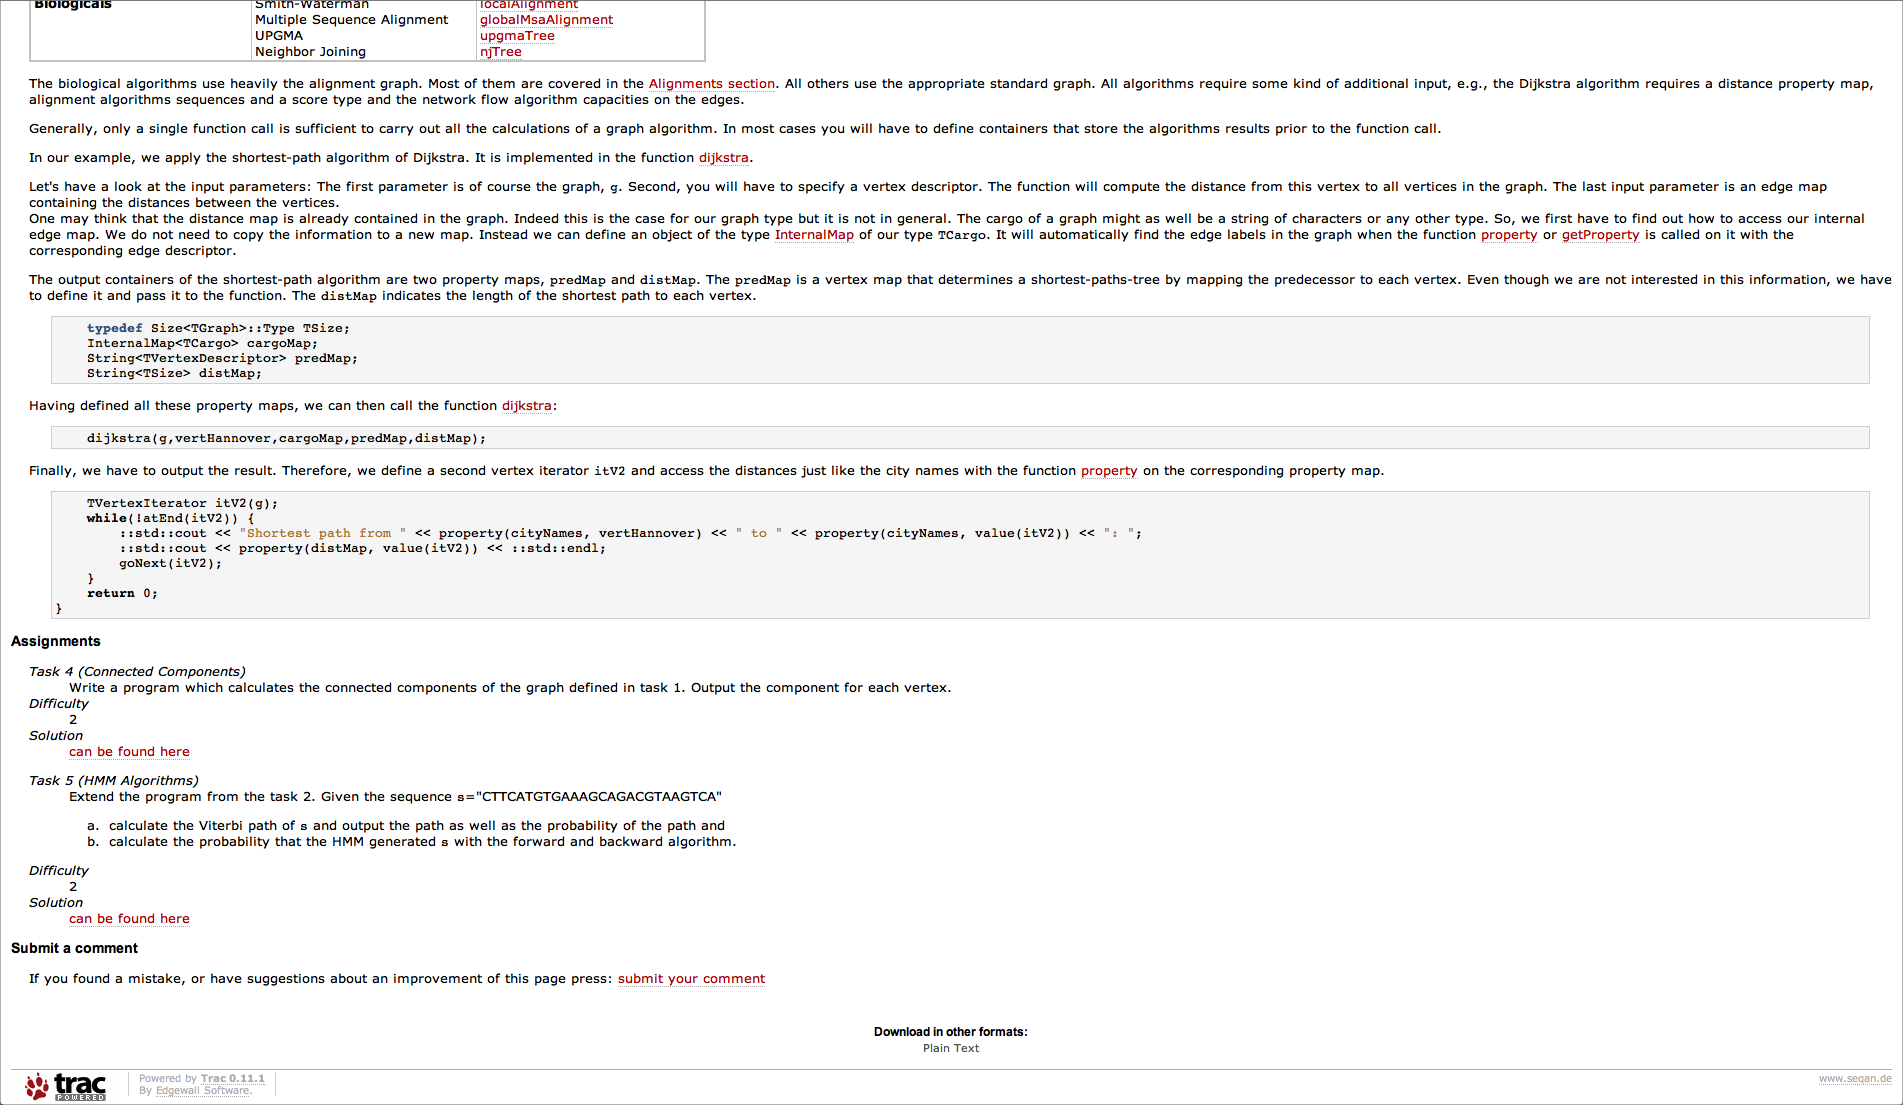 Biologicals Smith-Waterman localAlignment
Multiple Sequence Alignment globalMsaAlignment
UPGMA upgmaTree
Neighbor Joining njTree
The biological algorithms use heavily the alignment graph. Most of them are covered in the Alignments section. All others use the appropriate standard graph. All algorithms require some kind of additional input, e.g., the Dijkstra algorithm requires a distance property map,
alignment algorithms sequences and a score type and the network flow algorithm capacities on the edges.
Generally, only a single function call is sufficient to carry out all the calculations of a graph algorithm. In most cases you will have to define containers that store the algorithms results prior to the function call.
In our example, we apply the shortest-path algorithm of Dijkstra. It is implemented in the function dijkstra.
Let's have a look at the input parameters: The first parameter is of course the graph, g. Second, you will have to specify a vertex descriptor. The function will compute the distance from this vertex to all vertices in the graph. The last input parameter is an edge map
containing the distances between the vertices.
One may think that the distance map is already contained in the graph. Indeed this is the case for our graph type but it is not in general. The cargo of a graph might as well be a string of characters or any other type. So, we first have to find out how to access our internal
edge map. We do not need to copy the information to a new map. Instead we can define an object of the type InternalMap of our type TCargo. It will automatically find the edge labels in the graph when the function property or getProperty is called on it with the
corresponding edge descriptor.
The output containers of the shortest-path algorithm are two property maps, predMap and distMap. The predMap is a vertex map that determines a shortest-paths-tree by mapping the predecessor to each vertex. Even though we are not interested in this information, we have
to define it and pass it to the function. The distMap indicates the length of the shortest path to each vertex.
typedef Size<TGraph>::Type TSize;
InternalMap<TCargo> cargoMap;
String<TVertexDescriptor> predMap;
String<TSize> distMap;
Having defined all these property maps, we can then call the function dijkstra:
dijkstra(g,vertHannover,cargoMap,predMap,distMap);
Finally, we have to output the result. Therefore, we define a second vertex iterator itV2 and access the distances just like the city names with the function property on the corresponding property map.
TVertexIterator itV2(g);
while(!atEnd(itV2)) {
::std::cout << "Shortest path from " << property(cityNames, vertHannover) << " to " << property(cityNames, value(itV2)) << ": ";
::std::cout << property(distMap, value(itV2)) << ::std::endl;
goNext(itV2);
}
return 0;
}
Assignments
Task 4 (Connected Components)
Write a program which calculates the connected components of the graph defined in task 1. Output the component for each vertex.
Difficulty
2
Solution
can be found here
Task 5 (HMM Algorithms)
Extend the program from the task 2. Given the sequence s="CTTCATGTGAAAGCAGACGTAAGTCA"
a. calculate the Viterbi path of s and output the path as well as the probability of the path and
b. calculate the probability that the HMM generated s with the forward and backward algorithm.
Difficulty
2
Solution
can be found here
Submit a comment
If you found a mistake, or have suggestions about an improvement of this page press: submit your comment
Download in other formats:
Plain Text
trac POWERED
Powered by Trac 0.11.1
By Edgewall Software.
www.seqan.de